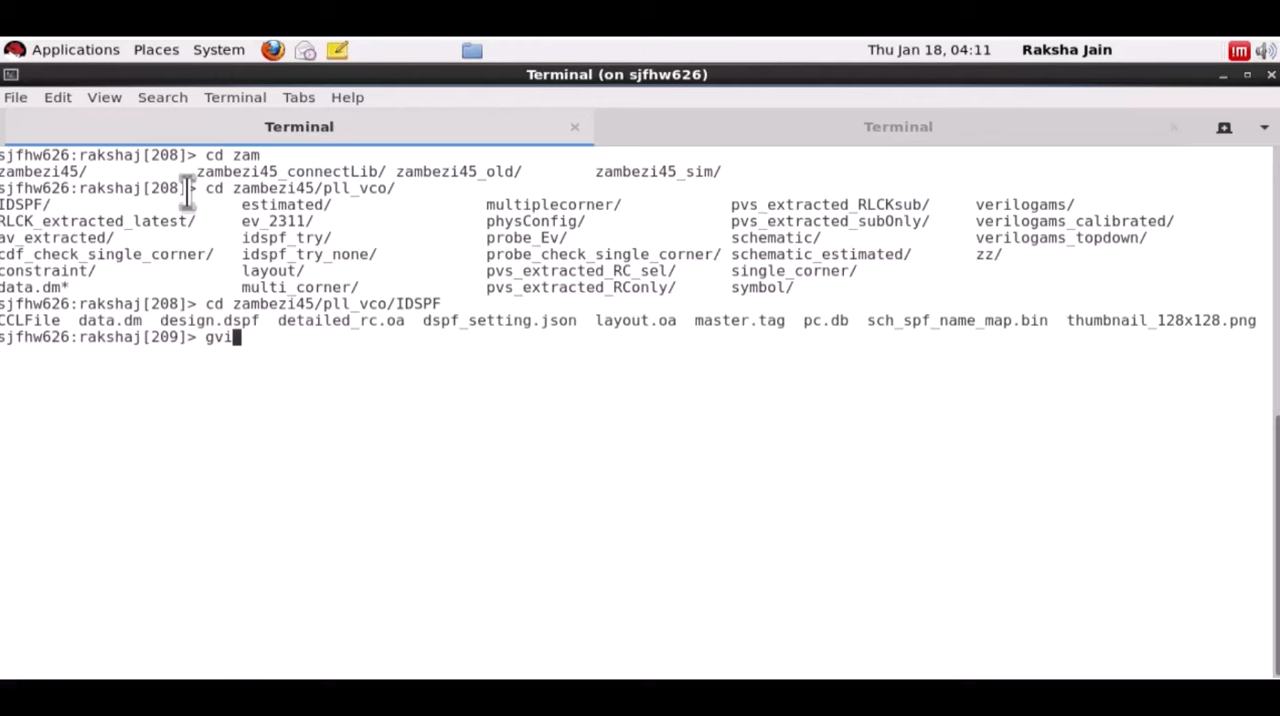 Applications Places System Thu Jan 18, 04:11 Raksha Jain
Terminal (on sjfhw626)
File Edit View Search Terminal Tabs Help
Terminal Terminal
sjfhw626:rakshaj[208]> cd zam
zambezi45/ zambezi45_connectLib/ zambezi45_old/ zambezi45_sim/
sjfhw626:rakshaj[208]> cd zambezi45/pll_vco/
IDSPF/ estimated/ multiplecorner/ pvs_extracted_RLCKsub/ verilogams/
RLCK_extracted_latest/ ev_2311/ physConfig/ pvs_extracted_subOnly/ verilogams_calibrated/
av_extracted/ idspf_try/ probe_Ev/ schematic/ verilogams_topdown/
cdf_check_single_corner/ idspf_try_none/ probe_check_single_corner/ schematic_estimated/ zz/
constraint/ layout/ pvs_extracted_RC_sel/ single_corner/
data.dm* multi_corner/ pvs_extracted_RConly/ symbol/
sjfhw626:rakshaj[208]> cd zambezi45/pll_vco/IDSPF
CCLFile data.dm design.dspf detailed_rc.oa dspf_setting.json layout.oa master.tag pc.db sch_spf_name_map.bin thumbnail_128x128.png
sjfhw626:rakshaj[209]> gvi